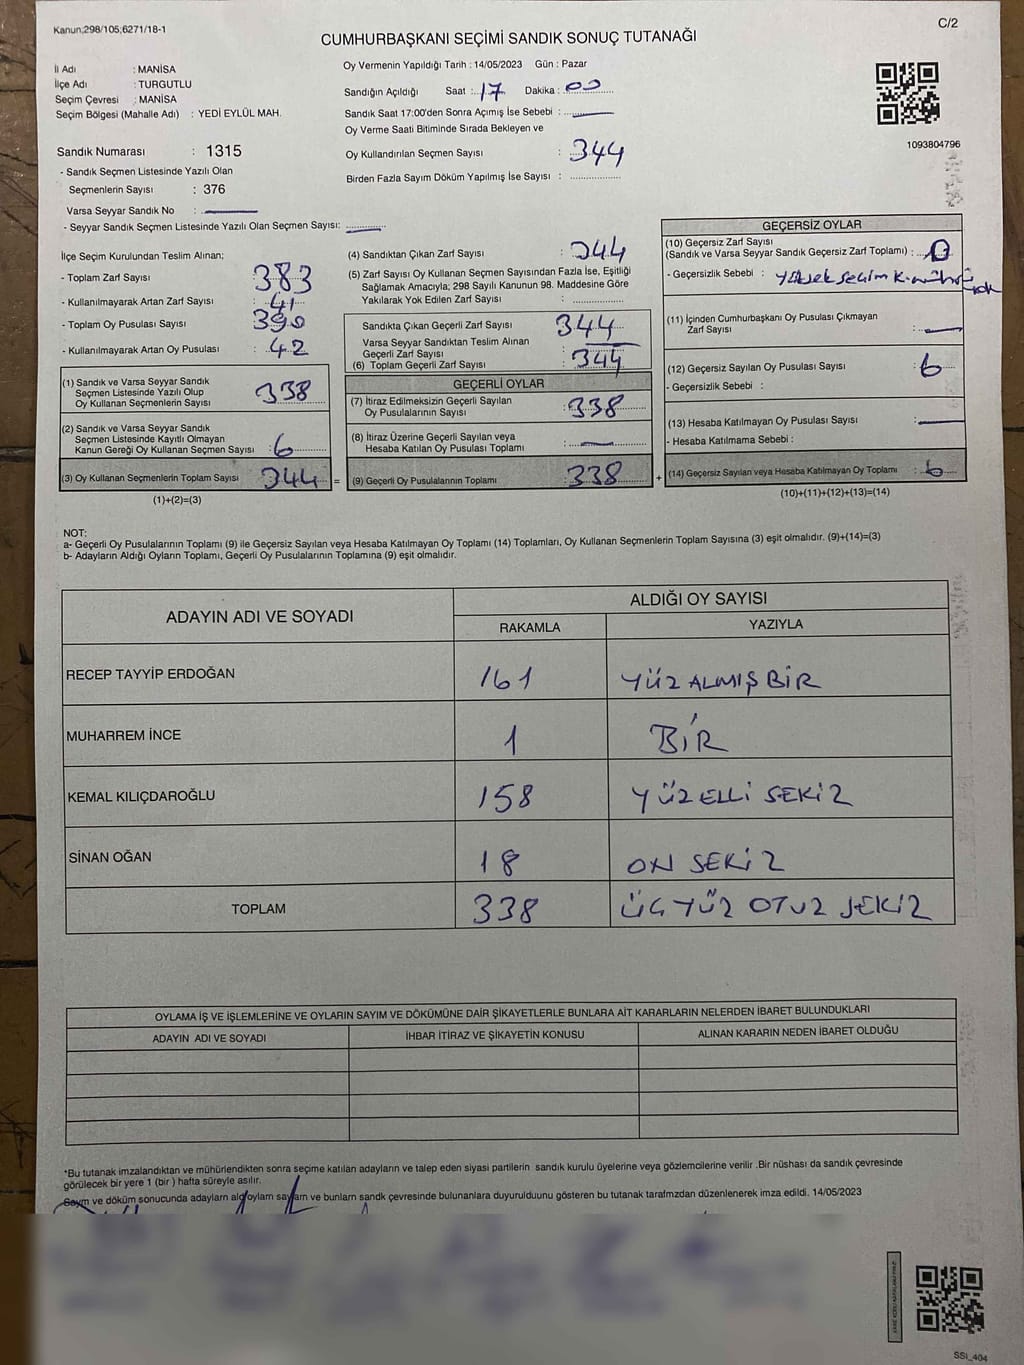 Kanun,298/105,6271/18-1
C/2
CUMHURBAŞKANI SEÇİMİ SANDIK SONUÇ TUTANAĞI
İl Adı : MANİSA
İlçe Adı : TURGUTLU
Seçim Çevresi : MANİSA
Seçim Bölgesi (Mahalle Adı) : YEDİ EYLÜL MAH.
Sandık Numarası : 1315
- Sandık Seçmen Listesinde Yazılı Olan
Seçmenlerin Sayısı : 376
Varsa Seyyar Sandık No :
- Seyyar Sandık Seçmen Listesinde Yazılı Olan Seçmen Sayısı:
Oy Vermenin Yapıldığı Tarih : 14/05/2023 Gün : Pazar
Sandığın Açıldığı Saat : 17 Dakika : 00
Sandık Saat 17:00'den Sonra Açımış İse Sebebi :
Oy Verme Saati Bitiminde Sırada Bekleyen ve
Oy Kullandırılan Seçmen Sayısı : 344
Birden Fazla Sayım Döküm Yapılmış İse Sayısı :
1093804796
İlçe Seçim Kurulundan Teslim Alınan;
- Toplam Zarf Sayısı : 383
- Kullanılmayarak Artan Zarf Sayısı : 41
- Toplam Oy Pusulası Sayısı
- Kullanılmayarak Artan Oy Pusulası : 42
(1) Sandık ve Varsa Seyyar Sandık
Seçmen Listesinde Yazılı Olup
Oy Kullanan Seçmenlerin Sayısı : 338
(2) Sandık ve Varsa Seyyar Sandık
Seçmen Listesinde Kayıtlı Olmayan
Kanun Gereği Oy Kullanan Seçmen Sayısı : 6
(3) Oy Kullanan Seçmenlerin Toplam Sayısı 344 =
(1)+(2)=(3)
(4) Sandıktan Çıkan Zarf Sayısı : 344
(5) Zarf Sayısı Oy Kullanan Seçmen Sayısından Fazla İse, Eşitliği
Sağlamak Amacıyla; 298 Sayılı Kanunun 98. Maddesine Göre
Yakılarak Yok Edilen Zarf Sayısı :
Sandıkta Çıkan Geçerli Zarf Sayısı 344
Varsa Seyyar Sandıktan Teslim Alınan
Geçerli Zarf Sayısı
(6) Toplam Geçerli Zarf Sayısı : 344
GEÇERLİ OYLAR
(7) İtiraz Edilmeksizin Geçerli Sayılan
Oy Pusulalarının Sayısı : 338
(8) İtiraz Üzerine Geçerli Sayılan veya
Hesaba Katılan Oy Pusulası Toplamı :
(9) Geçerli Oy Pusulalarının Toplamı : 338 +
GEÇERSİZ OYLAR
(10) Geçersiz Zarf Sayısı
(Sandık ve Varsa Seyyar Sandık Geçersiz Zarf Toplamı) : 0
- Geçersizlik Sebebi :
(11) İçinden Cumhurbaşkanı Oy Pusulası Çıkmayan
Zarf Sayısı :
(12) Geçersiz Sayılan Oy Pusulası Sayısı : 6
- Geçersizlik Sebebi :
(13) Hesaba Katılmayan Oy Pusulası Sayısı :
- Hesaba Katılmama Sebebi :
(14) Geçersiz Sayılan veya Hesaba Katılmayan Oy Toplamı : 6
(10)+(11)+(12)+(13)=(14)
NOT:
a- Geçerli Oy Pusulalarının Toplamı (9) ile Geçersiz Sayılan veya Hesaba Katılmayan Oy Toplamı (14) Toplamları, Oy Kullanan Seçmenlerin Toplam Sayısına (3) eşit olmalıdır. (9)+(14)=(3)
b- Adayların Aldığı Oyların Toplamı, Geçerli Oy Pusulalarının Toplamına (9) eşit olmalıdır.
ADAYIN ADI VE SOYADI ALDIĞI OY SAYISI
RAKAMLA YAZIYLA
RECEP TAYYİP ERDOĞAN 161 YÜZ ALMIŞ BİR
MUHARREM İNCE 1 BİR
KEMAL KILIÇDAROĞLU 158 YÜZ ELLİ SEKİZ
SİNAN OĞAN 18 ON SEKİZ
TOPLAM 338 ÜÇ YÜZ OTUZ SEKİZ
OYLAMA İŞ VE İŞLEMLERİNE VE OYLARIN SAYIM VE DÖKÜMÜNE DAİR ŞİKAYETLERLE BUNLARA AİT KARARLARIN NELERDEN İBARET BULUNDUKLARI
ADAYIN ADI VE SOYADI İHBAR İTİRAZ VE ŞİKAYETİN KONUSU ALINAN KARARIN NEDEN İBARET OLDUĞU
*Bu tutanak imzalandıktan ve mühürlendikten sonra seçime katılan adayların ve talep eden siyasi partilerin sandık kurulu üyelerine veya gözlemcilerine verilir .Bir nüshası da sandık çevresinde
görülecek bir yere 1 (bir ) hafta süreyle asılır.
Sayım ve döküm sonucunda adayların aldı oyların sayların ve bunların sandk çevresinde bulunanlara duyurulduunu gösteren bu tutanak tarafmzdan düzenlenerek imza edildi. 14/05/2023
SSI_404